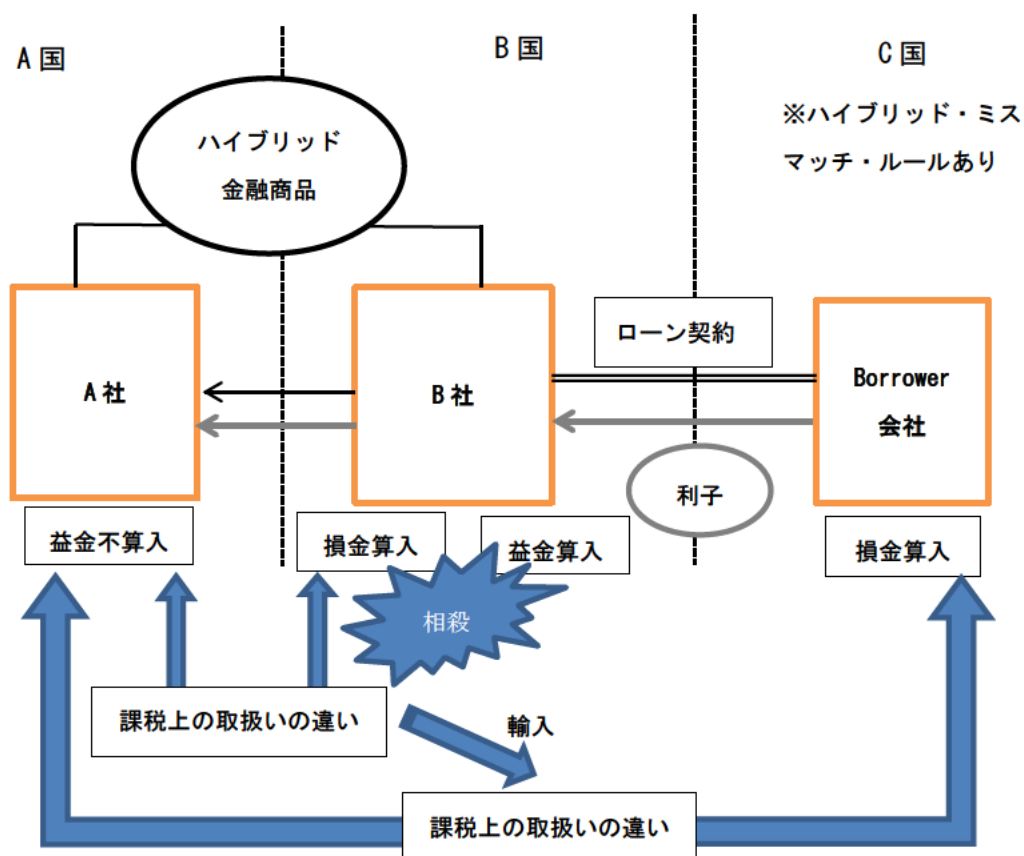 A国
B国
C国
※ハイブリッド・ミス
マッチ・ルールあり
ハイブリッド
金融商品
A社
B社
ローン契約
Borrower
会社
利子
益金不算入
損金算入
益金算入
損金算入
相殺
課税上の取扱いの違い
輸入
課税上の取扱いの違い